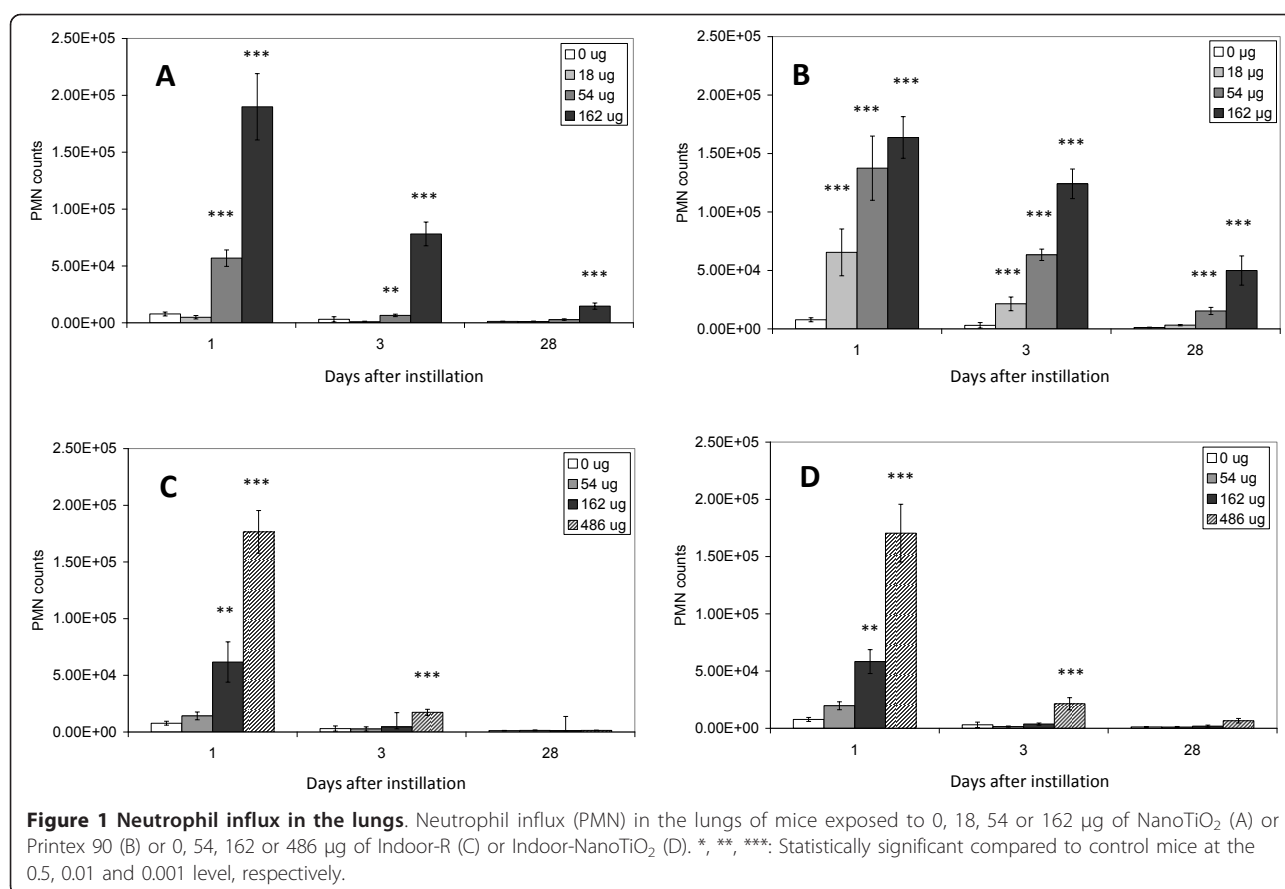 2.50E+05
2.00E+05
1.50E+05
1.00E+05
5.00E+04
0.00E+00
PMN counts
A
***
***
**
***
***
0 ug
18 ug
54 ug
162 ug
1
3
28
Days after instillation
2.50E+05
2.00E+05
1.50E+05
1.00E+05
5.00E+04
0.00E+00
PMN counts
B
***
***
***
***
***
***
***
***
0 µg
18 µg
54 µg
162 µg
1
3
28
Days after instillation
2.50E+05
2.00E+05
1.50E+05
1.00E+05
5.00E+04
0.00E+00
PMN counts
C
**
***
***
0 ug
54 ug
162 ug
486 ug
1
3
28
Days after instillation
2.50E+05
2.00E+05
1.50E+05
1.00E+05
5.00E+04
0.00E+00
PMN counts
D
**
***
***
0 ug
54 ug
162 ug
486 ug
1
3
28
Days after instillation
Figure 1 Neutrophil influx in the lungs. Neutrophil influx (PMN) in the lungs of mice exposed to 0, 18, 54 or 162 µg of NanoTiO₂ (A) or
Printex 90 (B) or 0, 54, 162 or 486 µg of Indoor-R (C) or Indoor-NanoTiO₂ (D). *, **, ***: Statistically significant compared to control mice at the
0.5, 0.01 and 0.001 level, respectively.